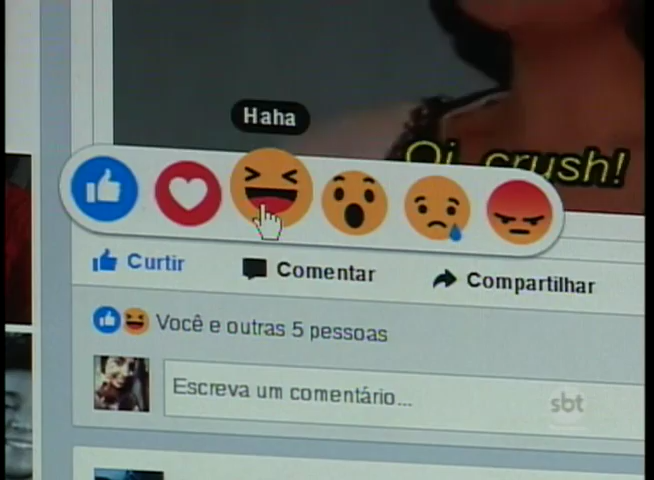 Haha
Oi, crush!
Curtir
Comentar
Compartilhar
Você e outras 5 pessoas
Escreva um comentário...
sbt